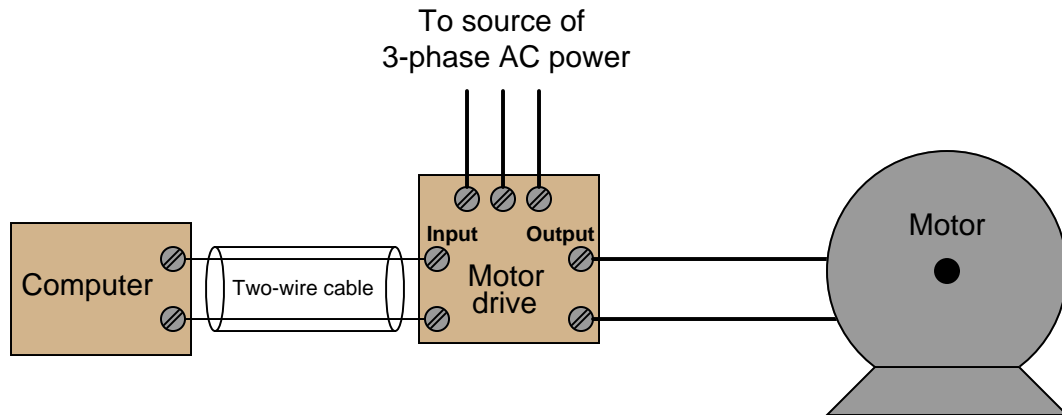 To source of
3-phase AC power
Input
Output
Computer
Two-wire cable
Motor
drive
Motor